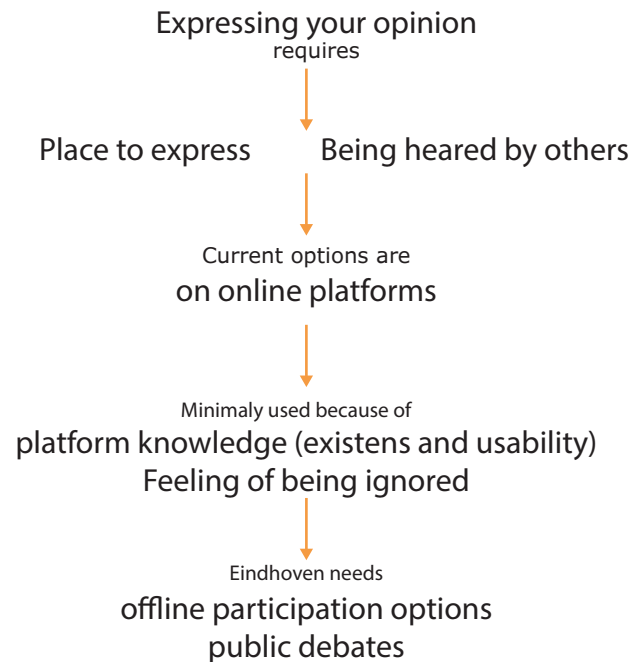 Expressing your opinion
requires
Place to express Being heared by others
Current options are
on online platforms
Minimaly used because of
platform knowledge (existens and usability)
Feeling of being ignored
Eindhoven needs
offline participation options
public debates